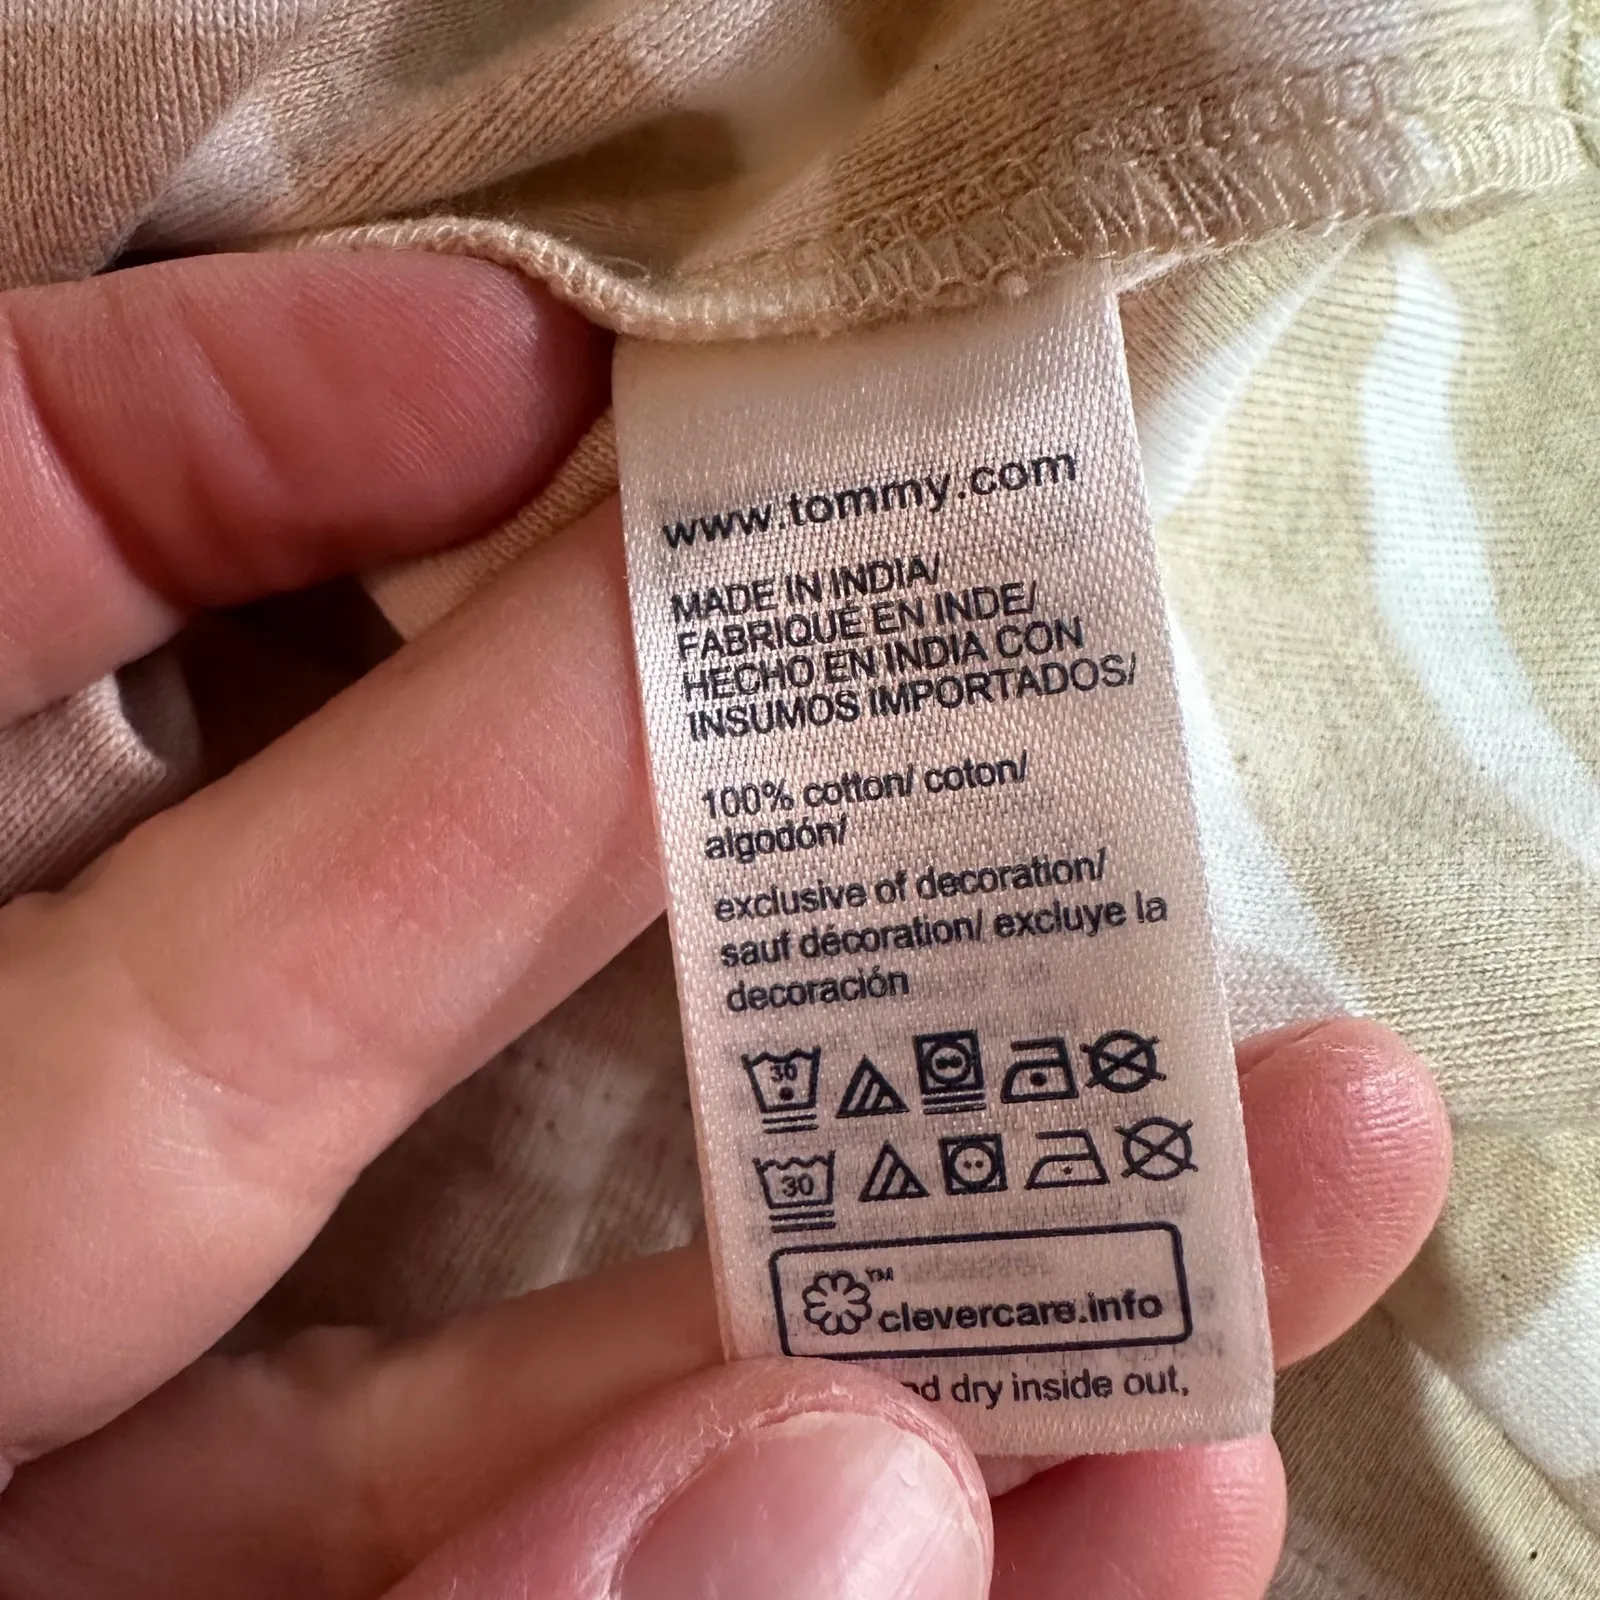 www.tommy.com
MADE IN INDIA/
FABRIQUÉ EN INDE/
HECHO EN INDIA CON
INSUMOS IMPORTADOS/
100% cotton/ coton/
algodón/
exclusive of decoration/
sauf décoration/ excluye la
decoración
30
30
™ clevercare.info
dry inside out,